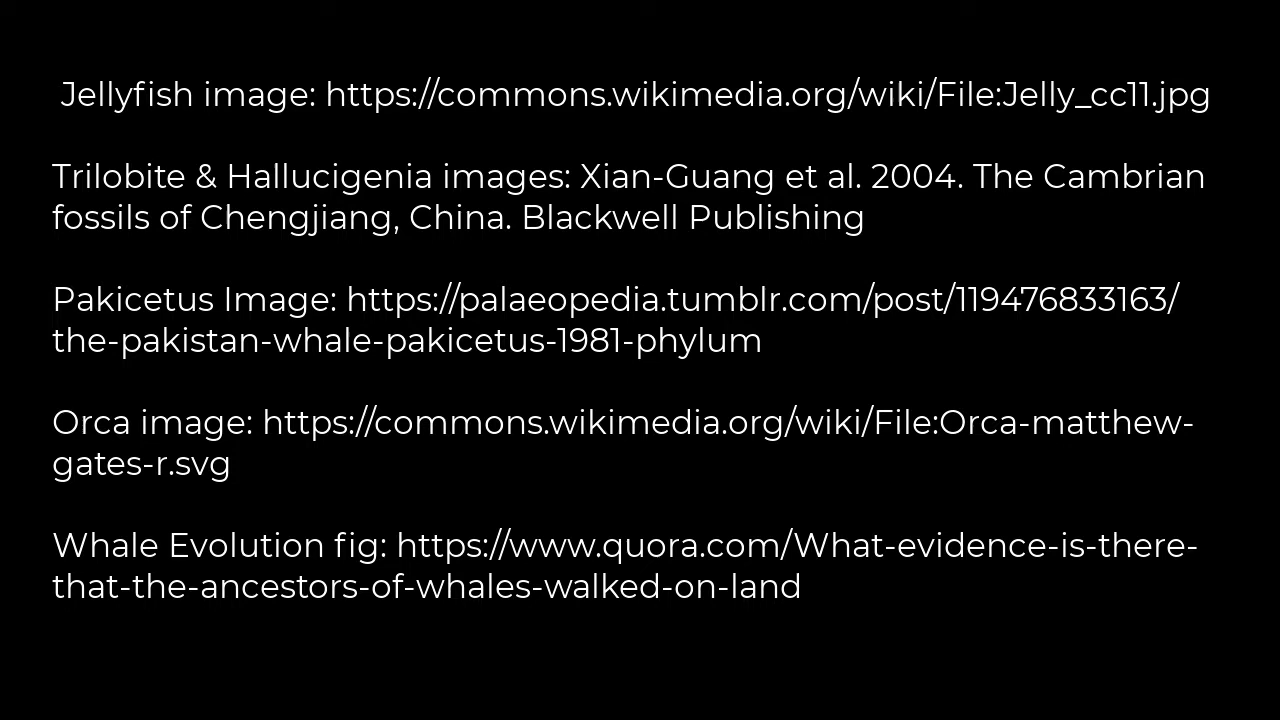 Jellyfish image: https://commons.wikimedia.org/wiki/File:Jelly_cc11.jpg
Trilobite & Hallucigenia images: Xian-Guang et al. 2004. The Cambrian
fossils of Chengjiang, China. Blackwell Publishing
Pakicetus Image: https://palaeopedia.tumblr.com/post/119476833163/
the-pakistan-whale-pakicetus-1981-phylum
Orca image: https://commons.wikimedia.org/wiki/File:Orca-matthew-
gates-r.svg
Whale Evolution fig: https://www.quora.com/What-evidence-is-there-
that-the-ancestors-of-whales-walked-on-land